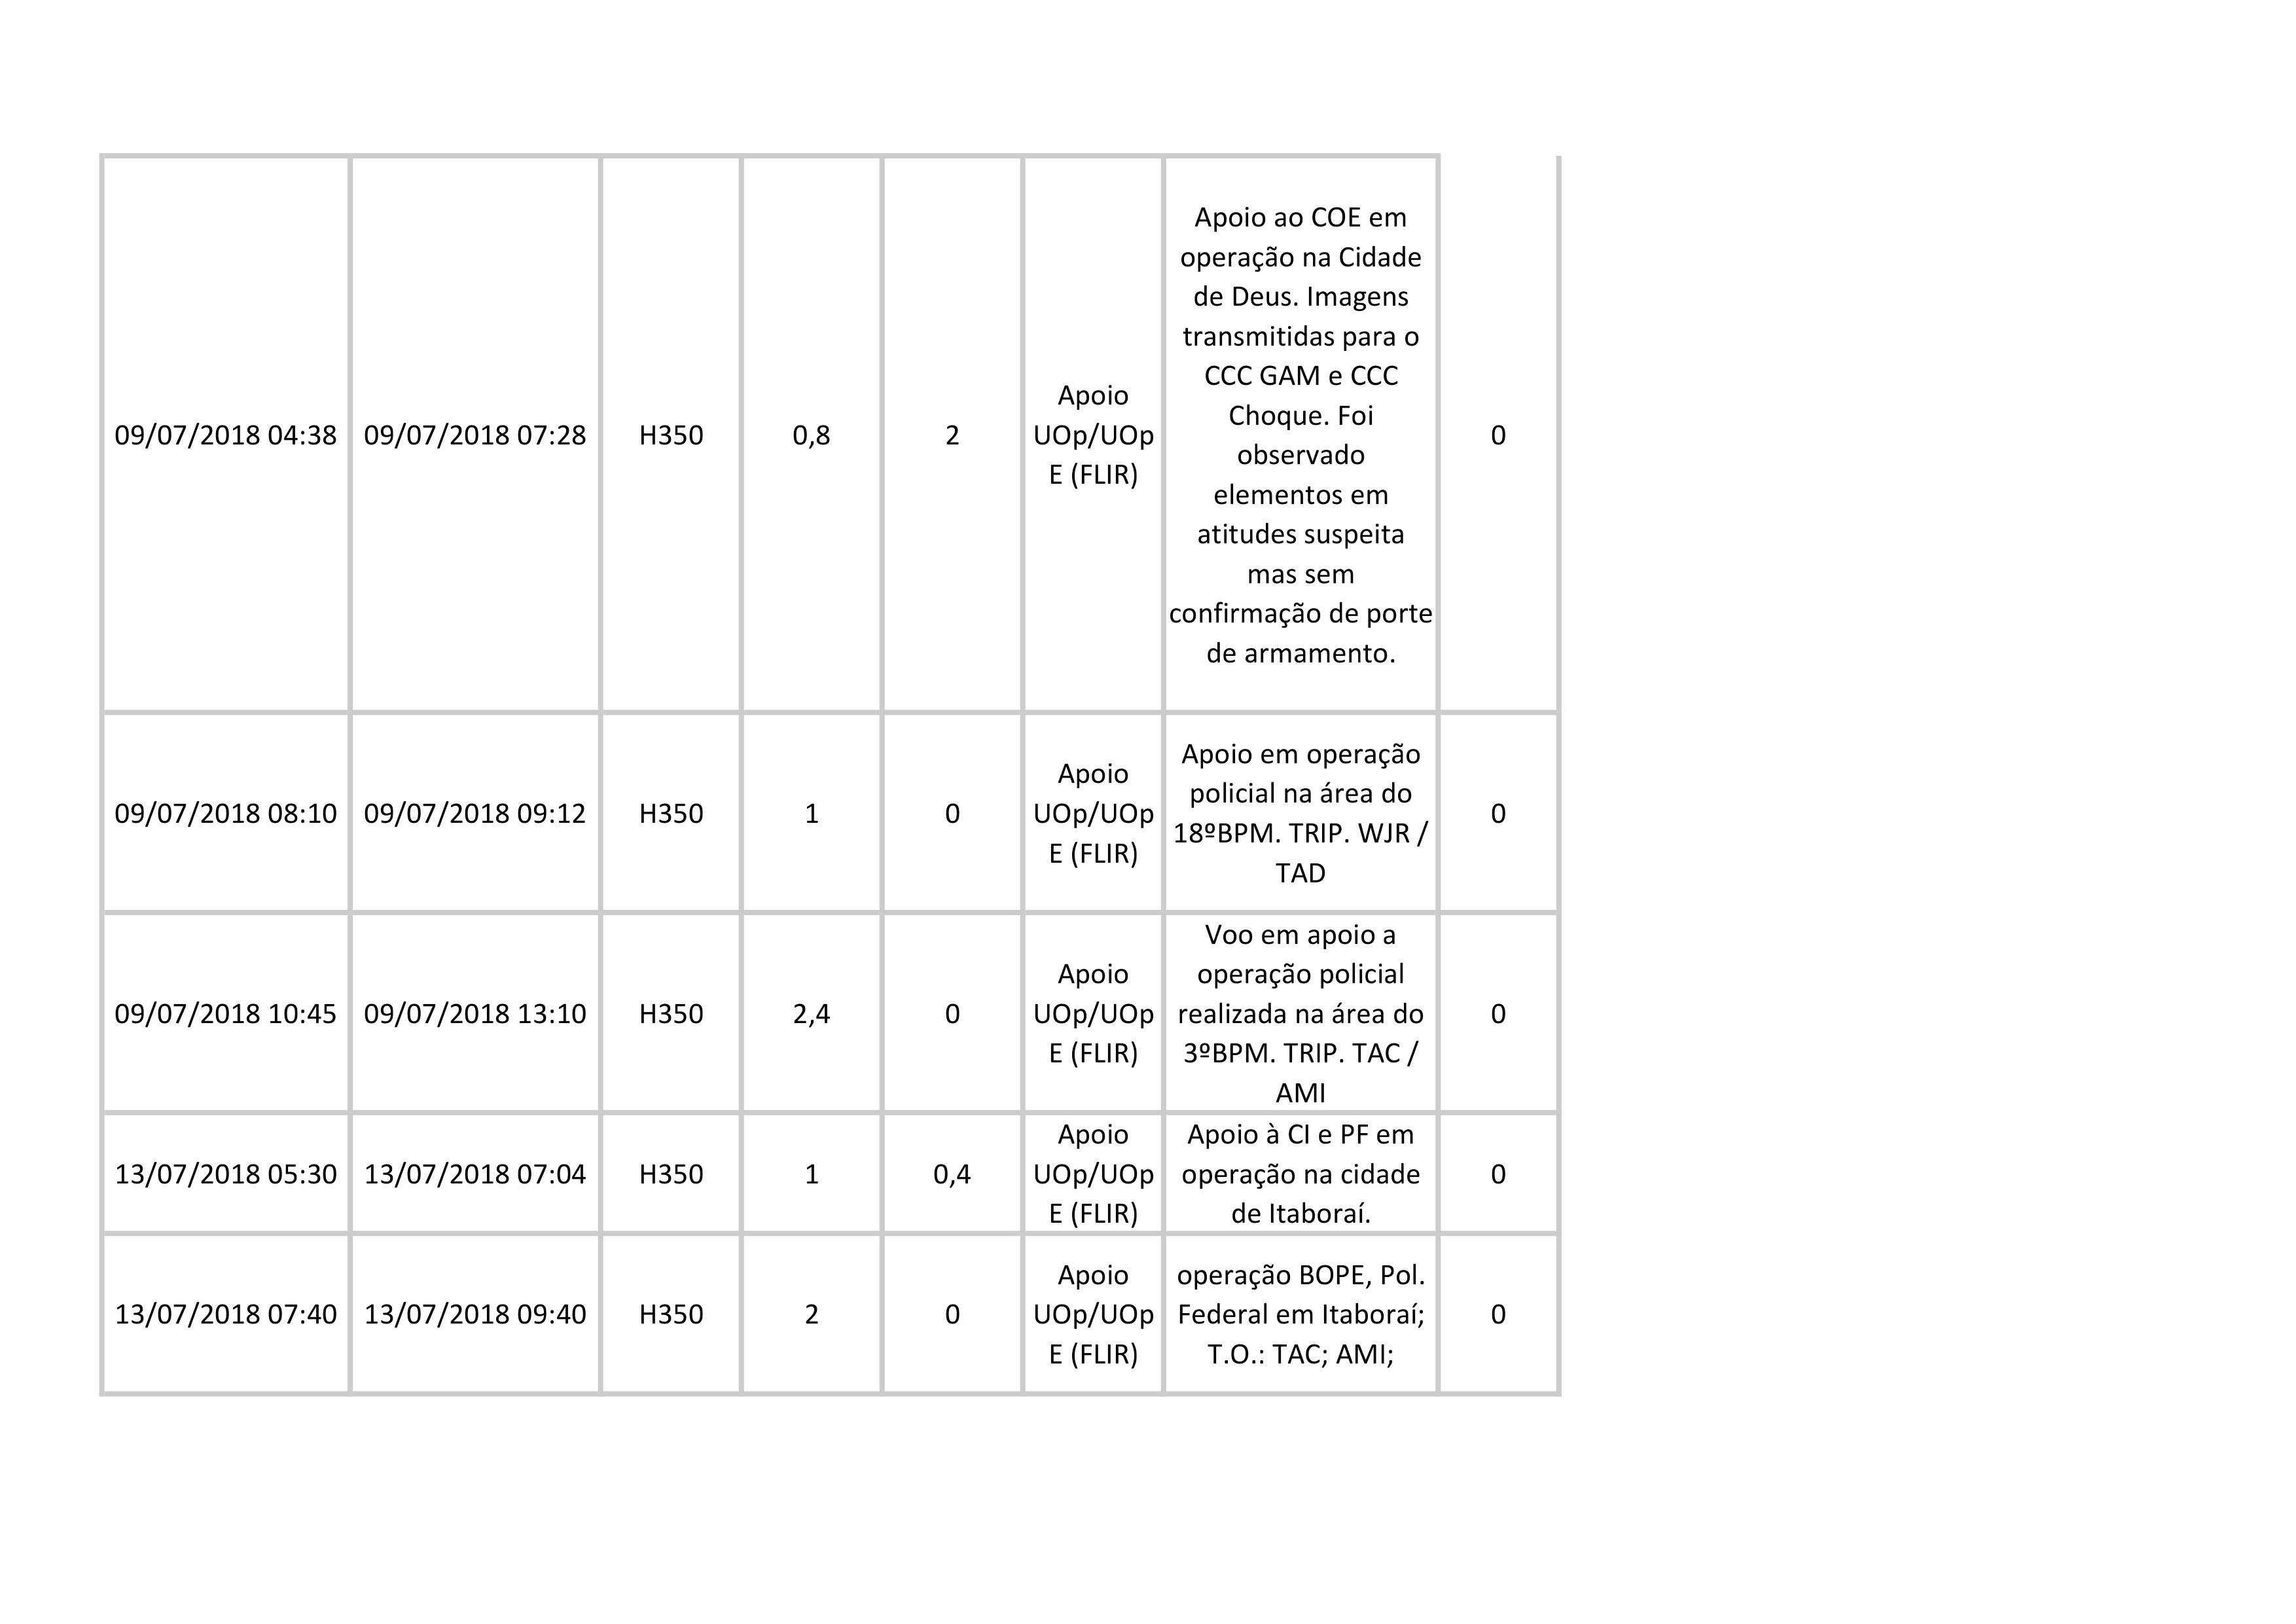 09/07/2018 04:38
09/07/2018 07:28
H350
0,8
2
Apoio
UOp/UOp
E (FLIR)
Apoio ao COE em
operação na Cidade
de Deus. Imagens
transmitidas para o
CCC GAM e CCC
Choque. Foi
observado
elementos em
atitudes suspeita
mas sem
confirmação de porte
de armamento.
0
09/07/2018 08:10
09/07/2018 09:12
H350
1
0
Apoio
UOp/UOp
E (FLIR)
Apoio em operação
policial na área do
18ºBPM. TRIP. WJR /
TAD
0
09/07/2018 10:45
09/07/2018 13:10
H350
2,4
0
Apoio
UOp/UOp
E (FLIR)
Voo em apoio a
operação policial
realizada na área do
3ºBPM. TRIP. TAC /
AMI
0
13/07/2018 05:30
13/07/2018 07:04
H350
1
0,4
Apoio
UOp/UOp
E (FLIR)
Apoio à CI e PF em
operação na cidade
de Itaboraí.
0
13/07/2018 07:40
13/07/2018 09:40
H350
2
0
Apoio
UOp/UOp
E (FLIR)
operação BOPE, Pol.
Federal em Itaboraí;
T.O.: TAC; AMI;
0